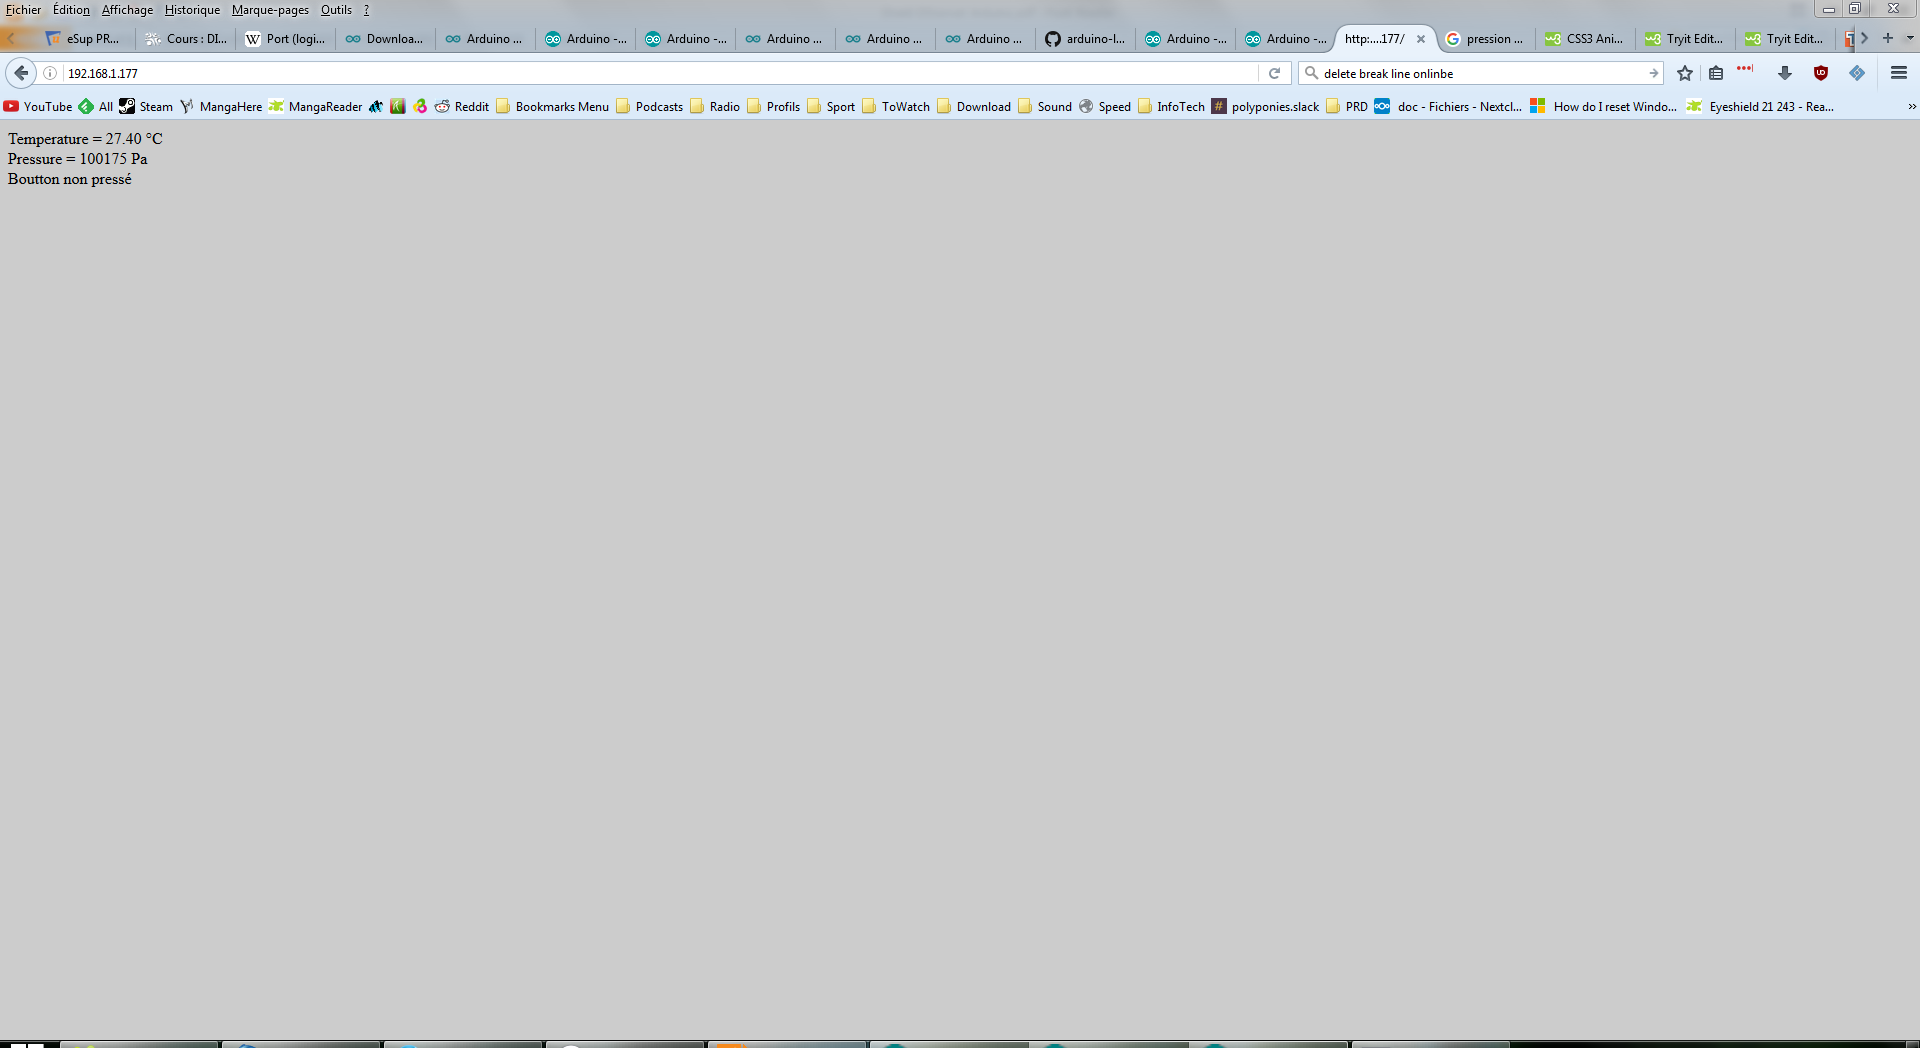 Fichier Édition Affichage Historique Marque-pages Outils ?
eSup PR... Cours : DI... Port (logi... Downloa... Arduino ... Arduino -... Arduino -... Arduino ... Arduino ... Arduino ... arduino-l... Arduino -... Arduino -... http:...177/ pression ... CSS3 Ani... Tryit Edit... Tryit Edit...
192.168.1.177 delete break line onlinbe
YouTube All Steam MangaHere MangaReader Reddit Bookmarks Menu Podcasts Radio Profils Sport ToWatch Download Sound Speed InfoTech polyponies.slack PRD doc - Fichiers - Nextcl... How do I reset Windo... Eyeshield 21 243 - Rea... »
Temperature = 27.40 °C
Pressure = 100175 Pa
Boutton non pressé